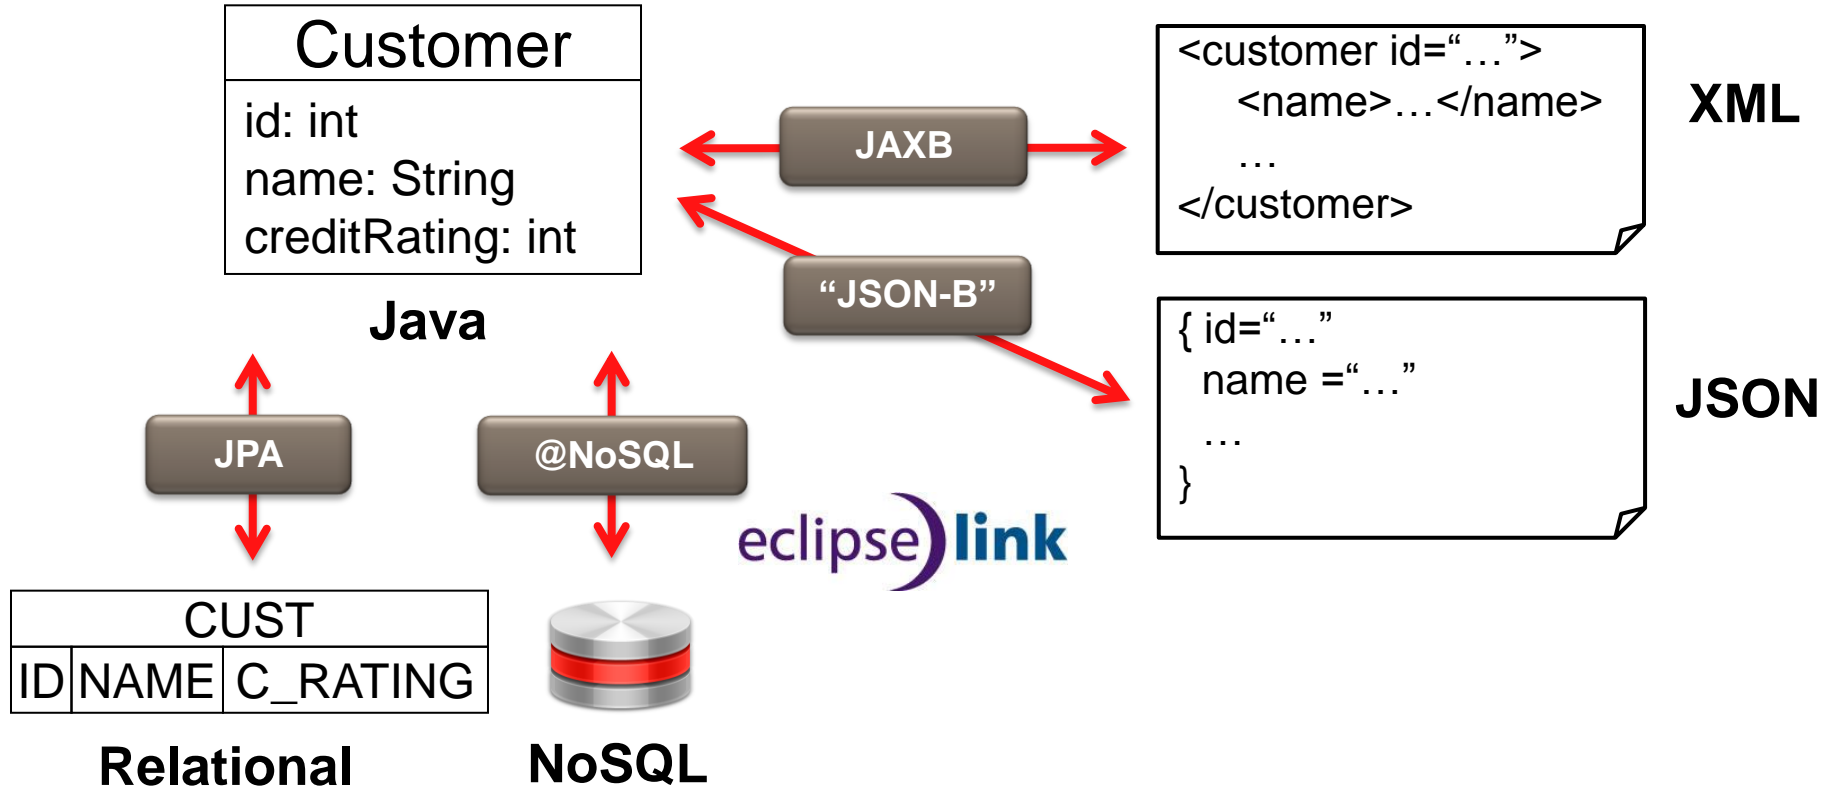 Customer
id: int
name: String
creditRating: int
Java
JAXB
“JSON-B”
<customer id=“…”>
<name>…</name>
…
</customer>
XML
{ id=“…”
name =“…”
…
}
JSON
JPA
@NoSQL
eclipse)link
CUST
ID NAME C_RATING
Relational
NoSQL